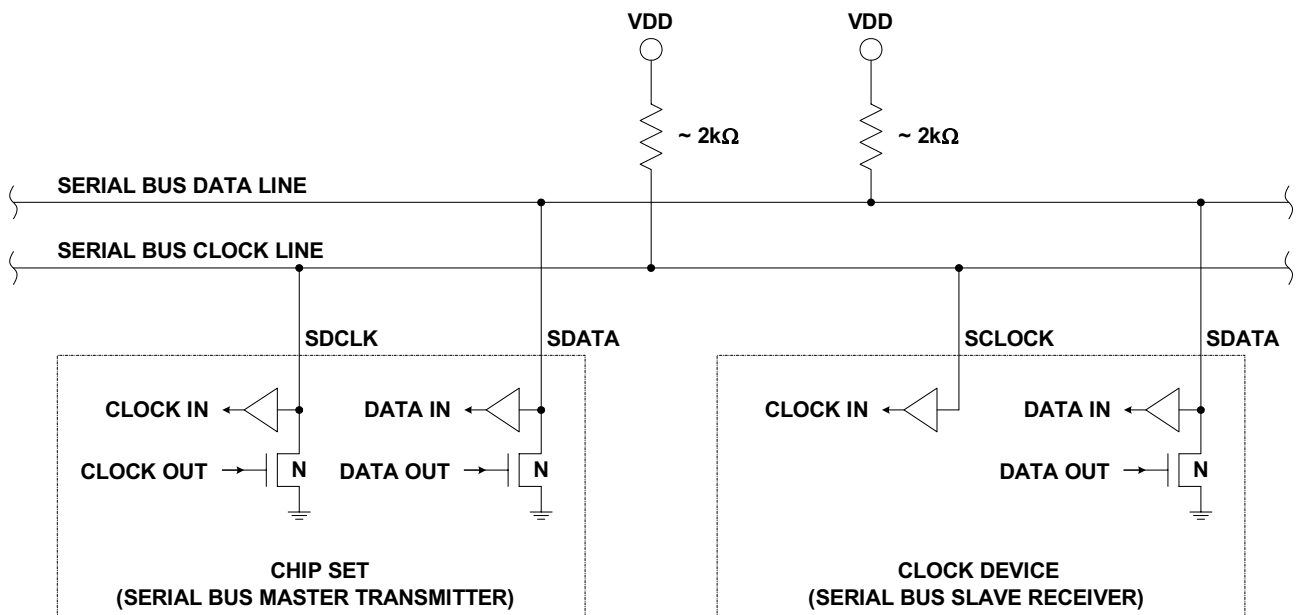 VDD
VDD
~ 2kΩ
~ 2kΩ
SERIAL BUS DATA LINE
SERIAL BUS CLOCK LINE
SDCLK
SDATA
SCLOCK
SDATA
CLOCK IN
DATA IN
CLOCK IN
DATA IN
CLOCK OUT
N
DATA OUT
N
DATA OUT
N
CHIP SET
(SERIAL BUS MASTER TRANSMITTER)
CLOCK DEVICE
(SERIAL BUS SLAVE RECEIVER)